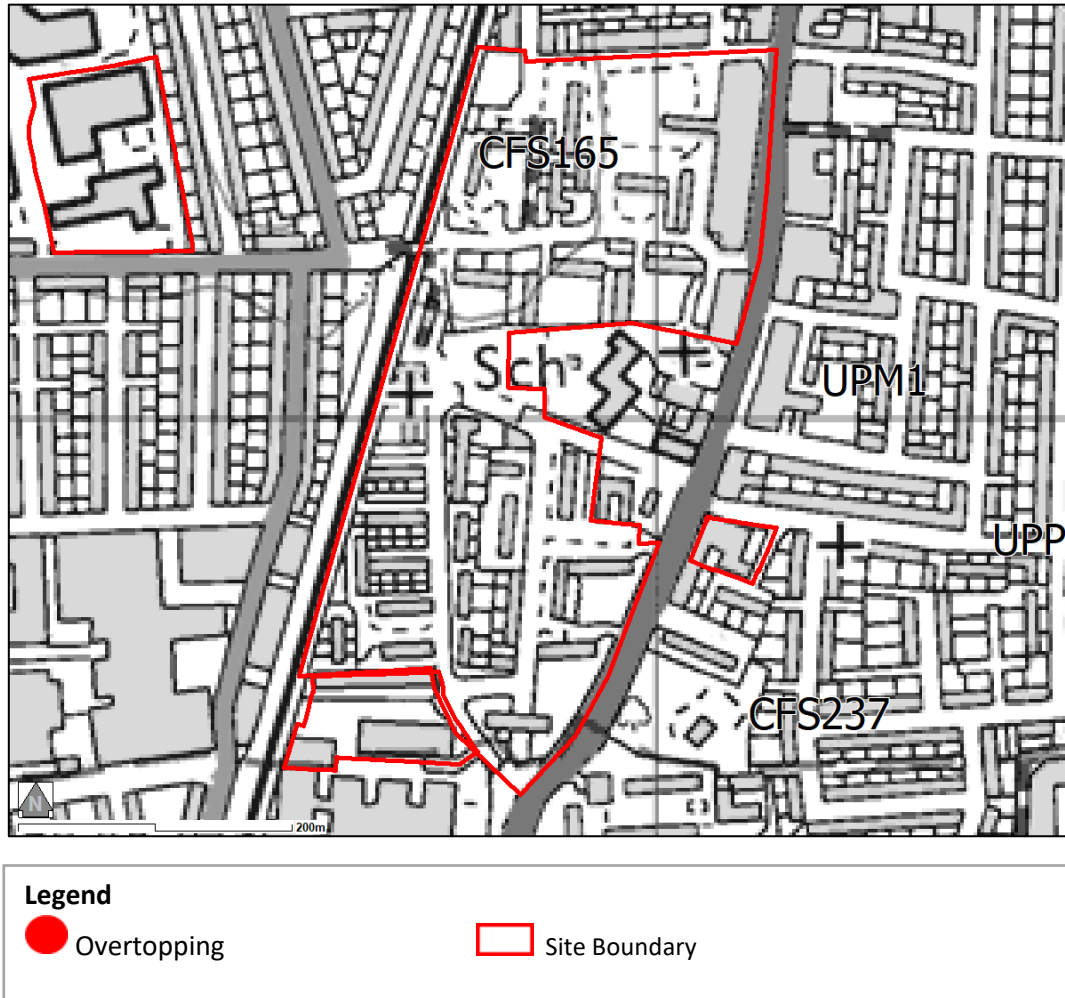 CFS165
Sch
UPM1
UPP
CFS237
N
200m
Legend
Overtopping
Site Boundary